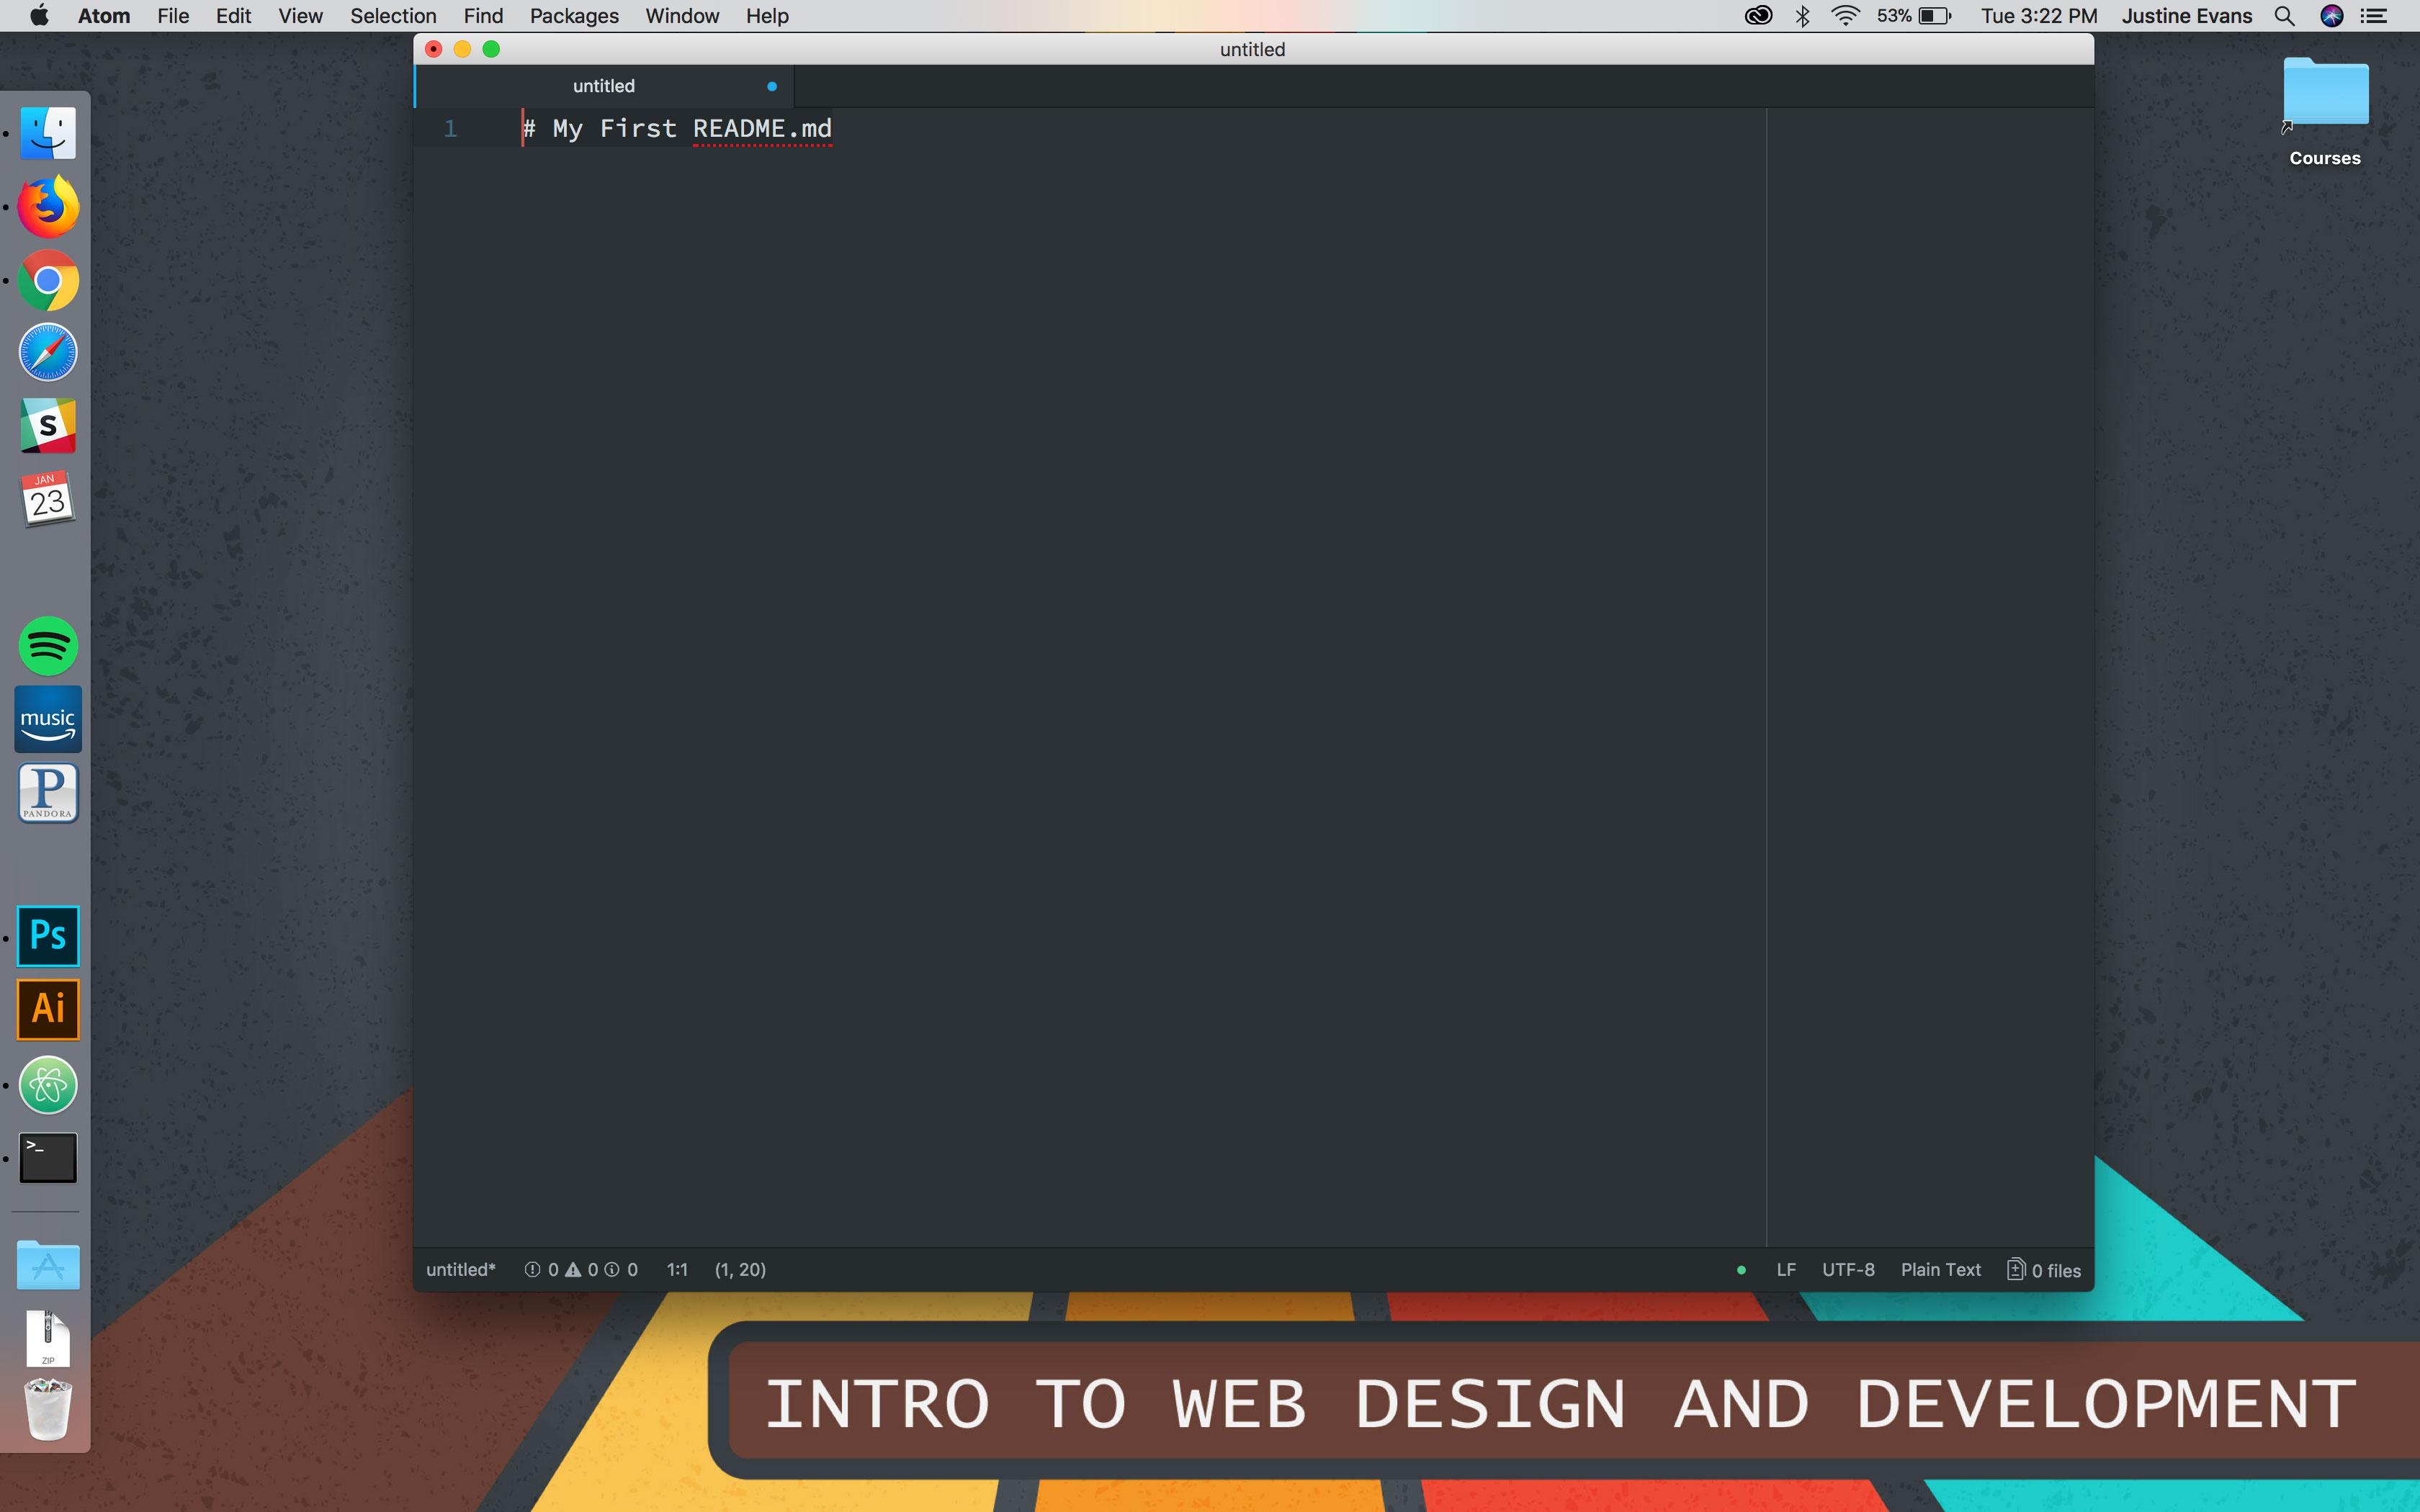 Atom File Edit View Selection Find Packages Window Help 53% Tue 3:22 PM Justine Evans
untitled
untitled
1 # My First README.md
Courses
S
JAN
23
music
P
PANDORA
Ps
Ai
>_
ZIP
untitled* 0 0 0 1:1 (1, 20) LF UTF-8 Plain Text 0 files
INTRO TO WEB DESIGN AND DEVELOPMENT